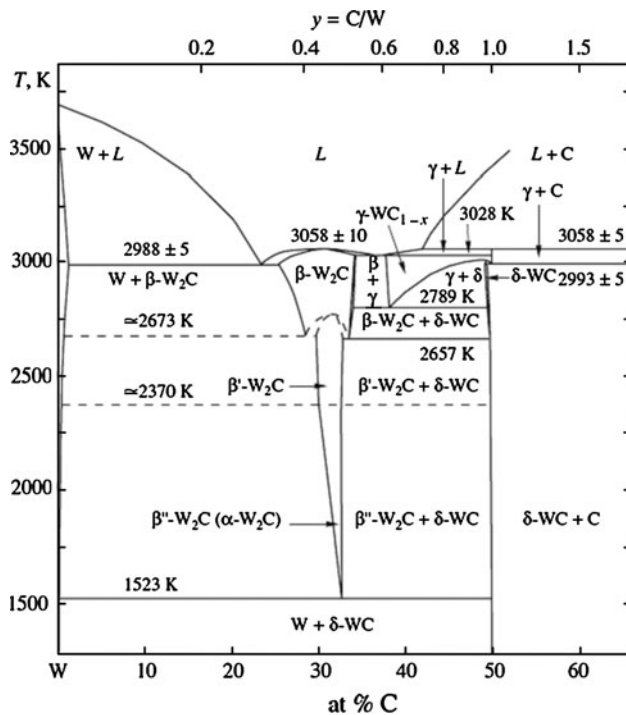 y = C/W
0.2 0.4 0.6 0.8 1.0 1.5
T, K
3500
W + L
L
L + C
γ + L
γ + C
γ-WC₁₋ₓ
3028 K
3058 ± 10
3058 ± 5
2988 ± 5
3000
β-W₂C
β + γ
γ + δ
δ-WC
2993 ± 5
W + β-W₂C
2789 K
β-W₂C + δ-WC
≃2673 K
2657 K
2500
≃2370 K
β'-W₂C
β'-W₂C + δ-WC
2000
β"-W₂C (α-W₂C)
β"-W₂C + δ-WC
δ-WC + C
1523 K
1500
W + δ-WC
W 10 20 30 40 50 60
at % C